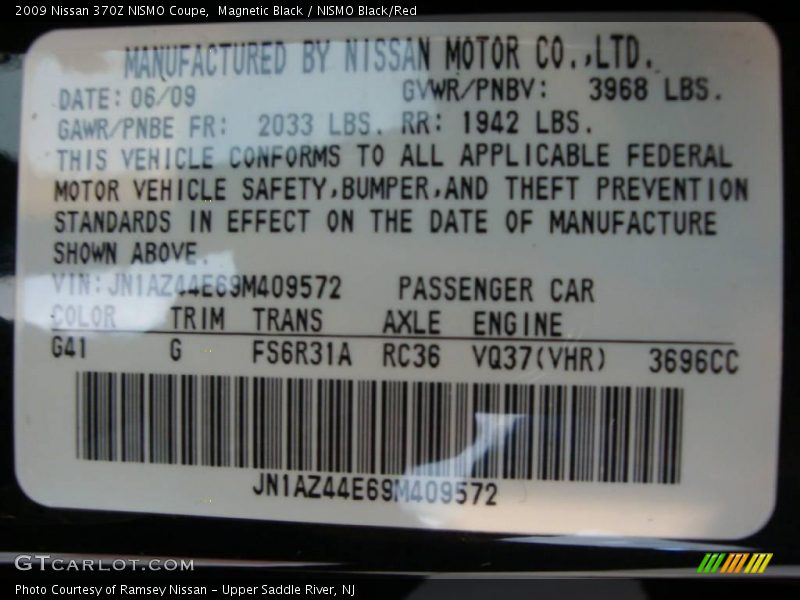 2009 Nissan 370Z NISMO Coupe,  Magnetic Black / NISMO Black/Red
MANUFACTURED BY NISSAN MOTOR CO.,LTD.
DATE: 06/09 GVWR/PNBV: 3968 LBS.
GAWR/PNBE FR: 2033 LBS. RR: 1942 LBS.
THIS VEHICLE CONFORMS TO ALL APPLICABLE FEDERAL
MOTOR VEHICLE SAFETY,BUMPER,AND THEFT PREVENTION
STANDARDS IN EFFECT ON THE DATE OF MANUFACTURE
SHOWN ABOVE.
VIN: JN1AZ44E69M409572 PASSENGER CAR
COLOR TRIM TRANS AXLE ENGINE
G41 G FS6R31A RC36 VQ37(VHR) 3696CC
JN1AZ44E69M409572
GTCARLOT.COM
Photo Courtesy of Ramsey Nissan - Upper Saddle River, NJ